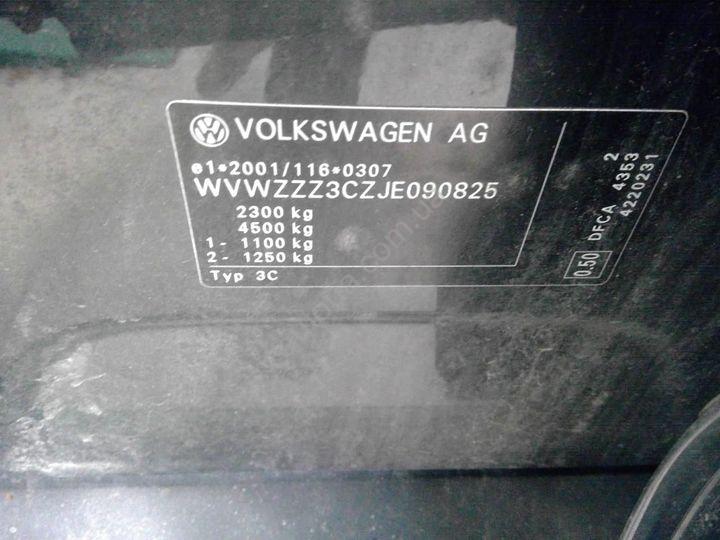 VOLKSWAGEN AG
e1*2001/116*0307
WVWZZZ3CZJE090825
2300 kg
4500 kg
1- 1100 kg
2- 1250 kg
Typ 3C
2
DFCA 4353
4220231
0.50